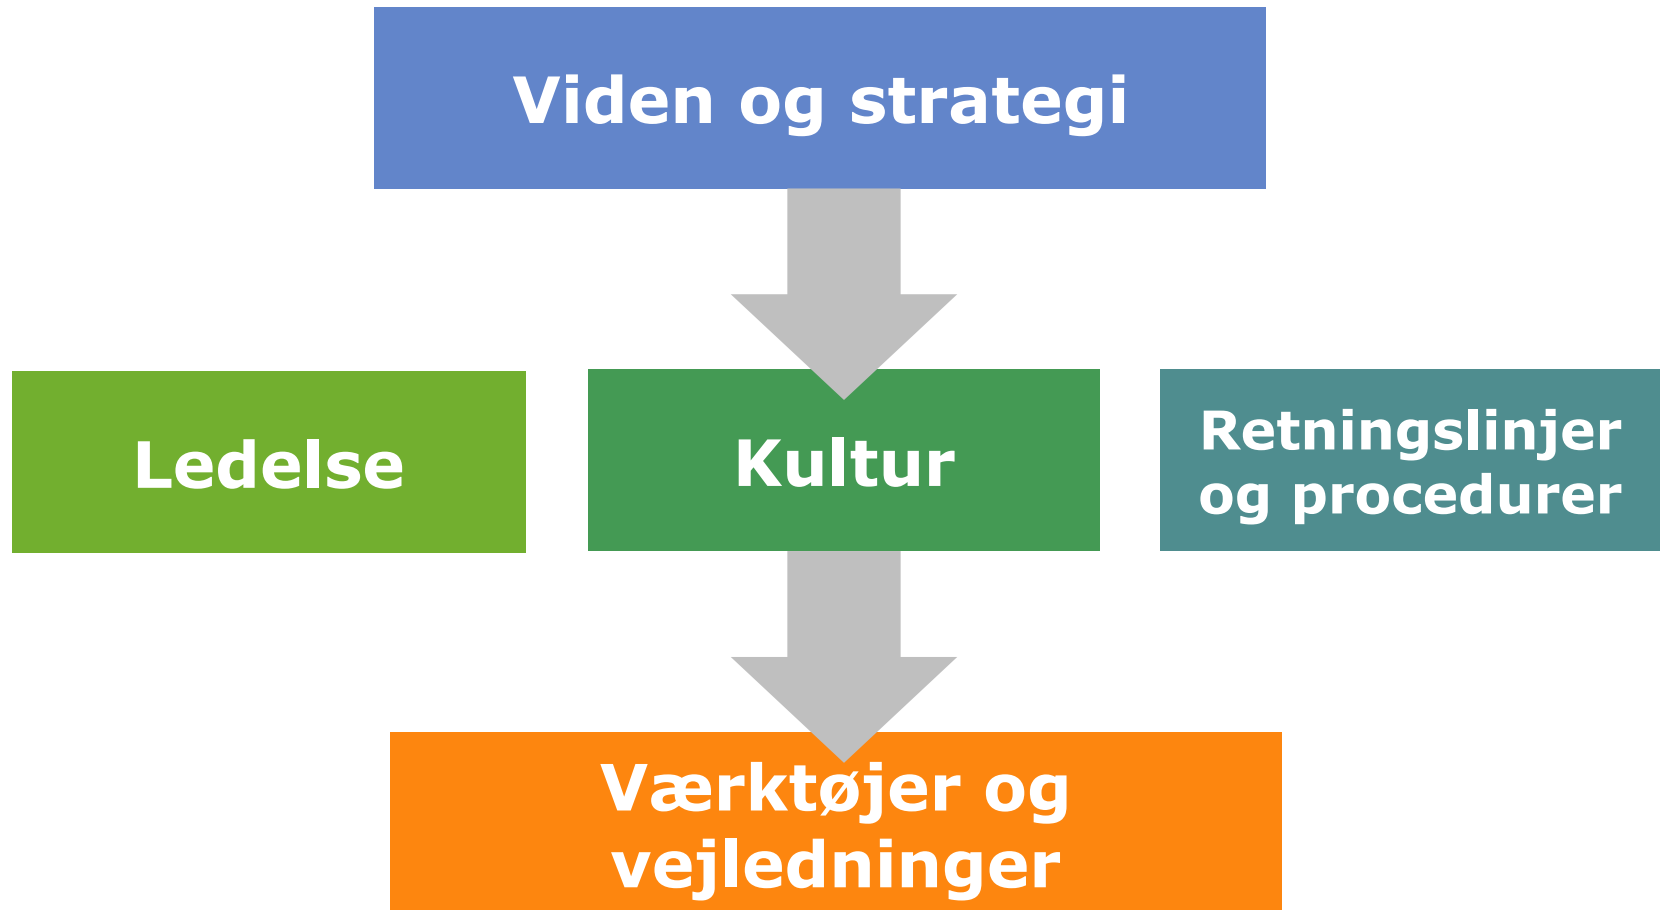 Viden og strategi
Ledelse
Kultur
Retningslinjer
og procedurer
Værktøjer og
vejledninger